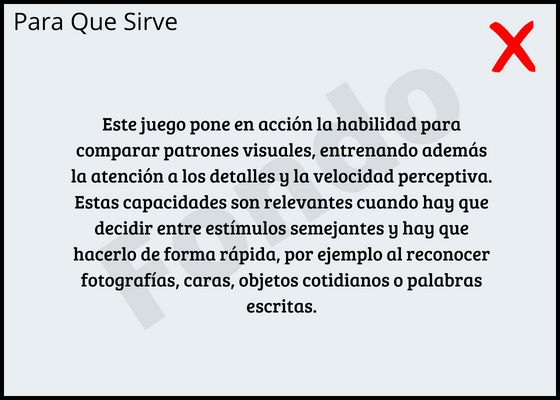 Para Que Sirve
Este juego pone en acción la habilidad para
comparar patrones visuales, entrenando además
la atención a los detalles y la velocidad perceptiva.
Estas capacidades son relevantes cuando hay que
decidir entre estímulos semejantes y hay que
hacerlo de forma rápida, por ejemplo al reconocer
fotografías, caras, objetos cotidianos o palabras
escritas.
Fondo